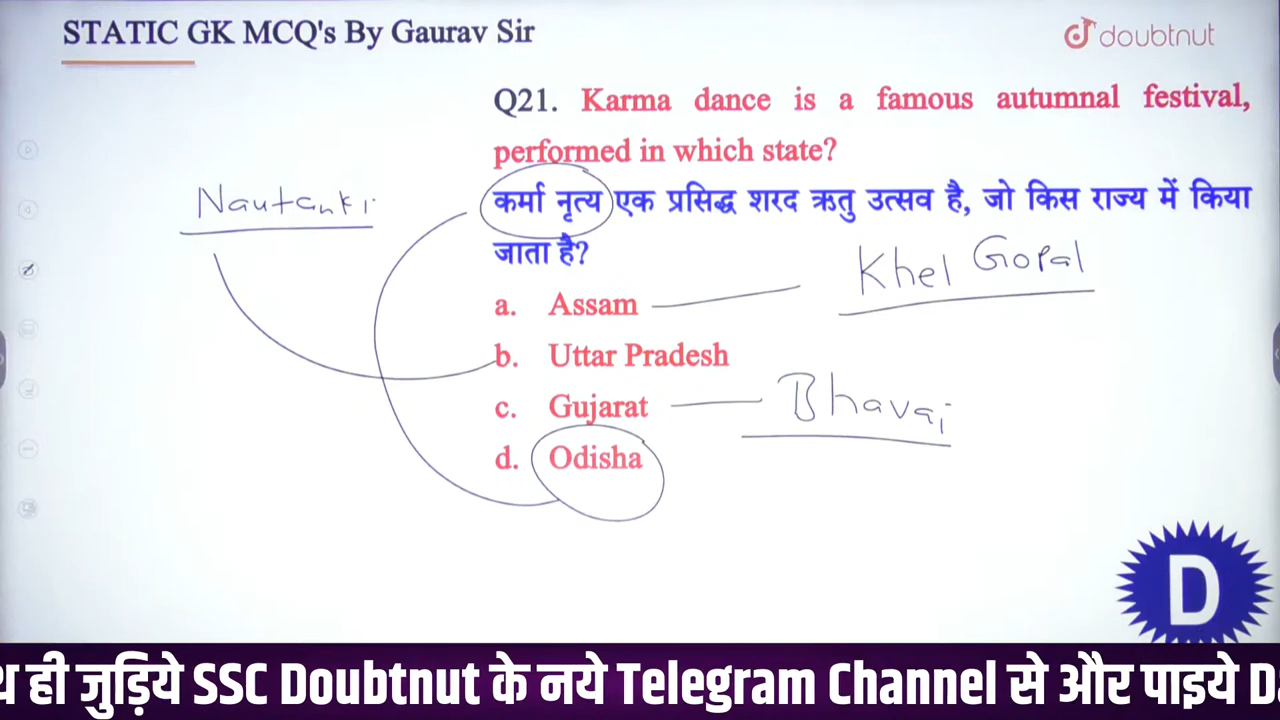 STATIC GK MCQ's By Gaurav Sir
doubtnut
Q21. Karma dance is a famous autumnal festival,
performed in which state?
Nautanki
कर्मा नृत्य एक प्रसिद्ध शरद ऋतु उत्सव है, जो किस राज्य में किया
जाता है?
Khel Gopal
a. Assam
b. Uttar Pradesh
c. Gujarat
Bhavai
d. Odisha
D
ही जुड़िये SSC Doubtnut के नये Telegram Channel से और पाइये